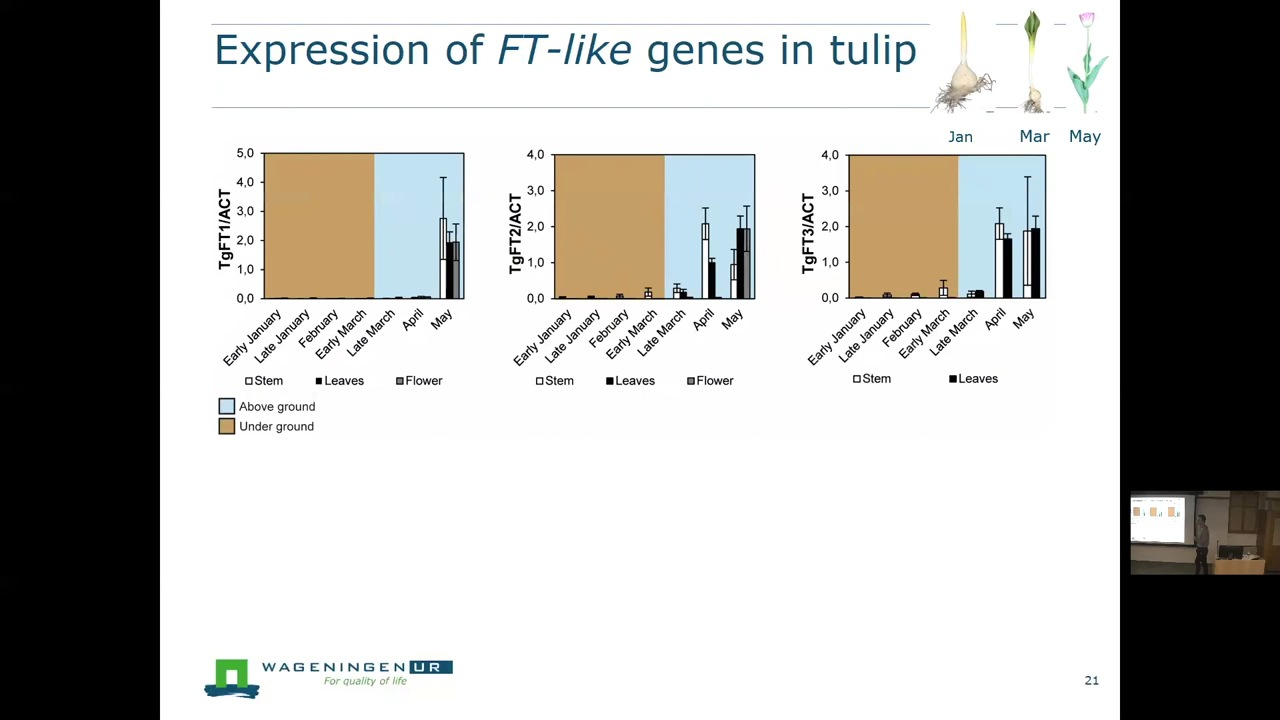 Expression of FT-like genes in tulip
Jan Mar May
TgFT1/ACT
5,0
4,0
3,0
2,0
1,0
0,0
Early January
Late January
February
Early March
Late March
April
May
Stem Leaves Flower
TgFT2/ACT
4,0
3,0
2,0
1,0
0,0
Early January
Late January
February
Early March
Late March
April
May
Stem Leaves Flower
TgFT3/ACT
4,0
3,0
2,0
1,0
0,0
Early January
Late January
February
Early March
Late March
April
May
Stem Leaves
Above ground
Under ground
WAGENINGEN UR
For quality of life
21